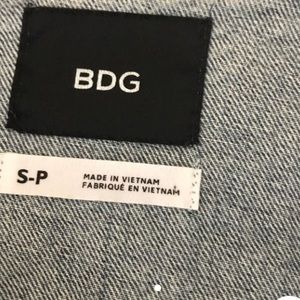 BDG
S-P
MADE IN VIETNAM
FABRIQUÉ EN VIETNAM